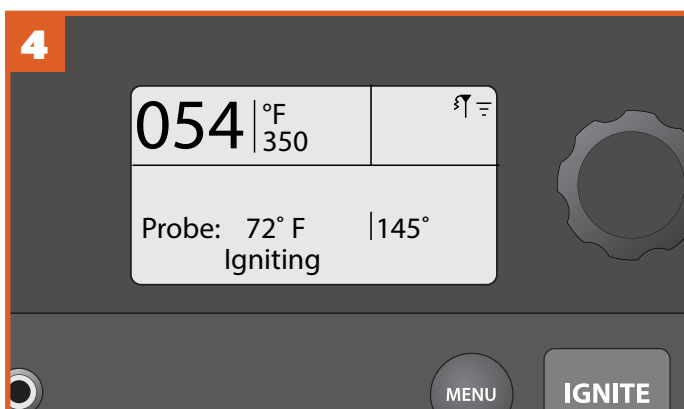 4
054 °F
350
Probe: 72° F 145°
Igniting
MENU IGNITE